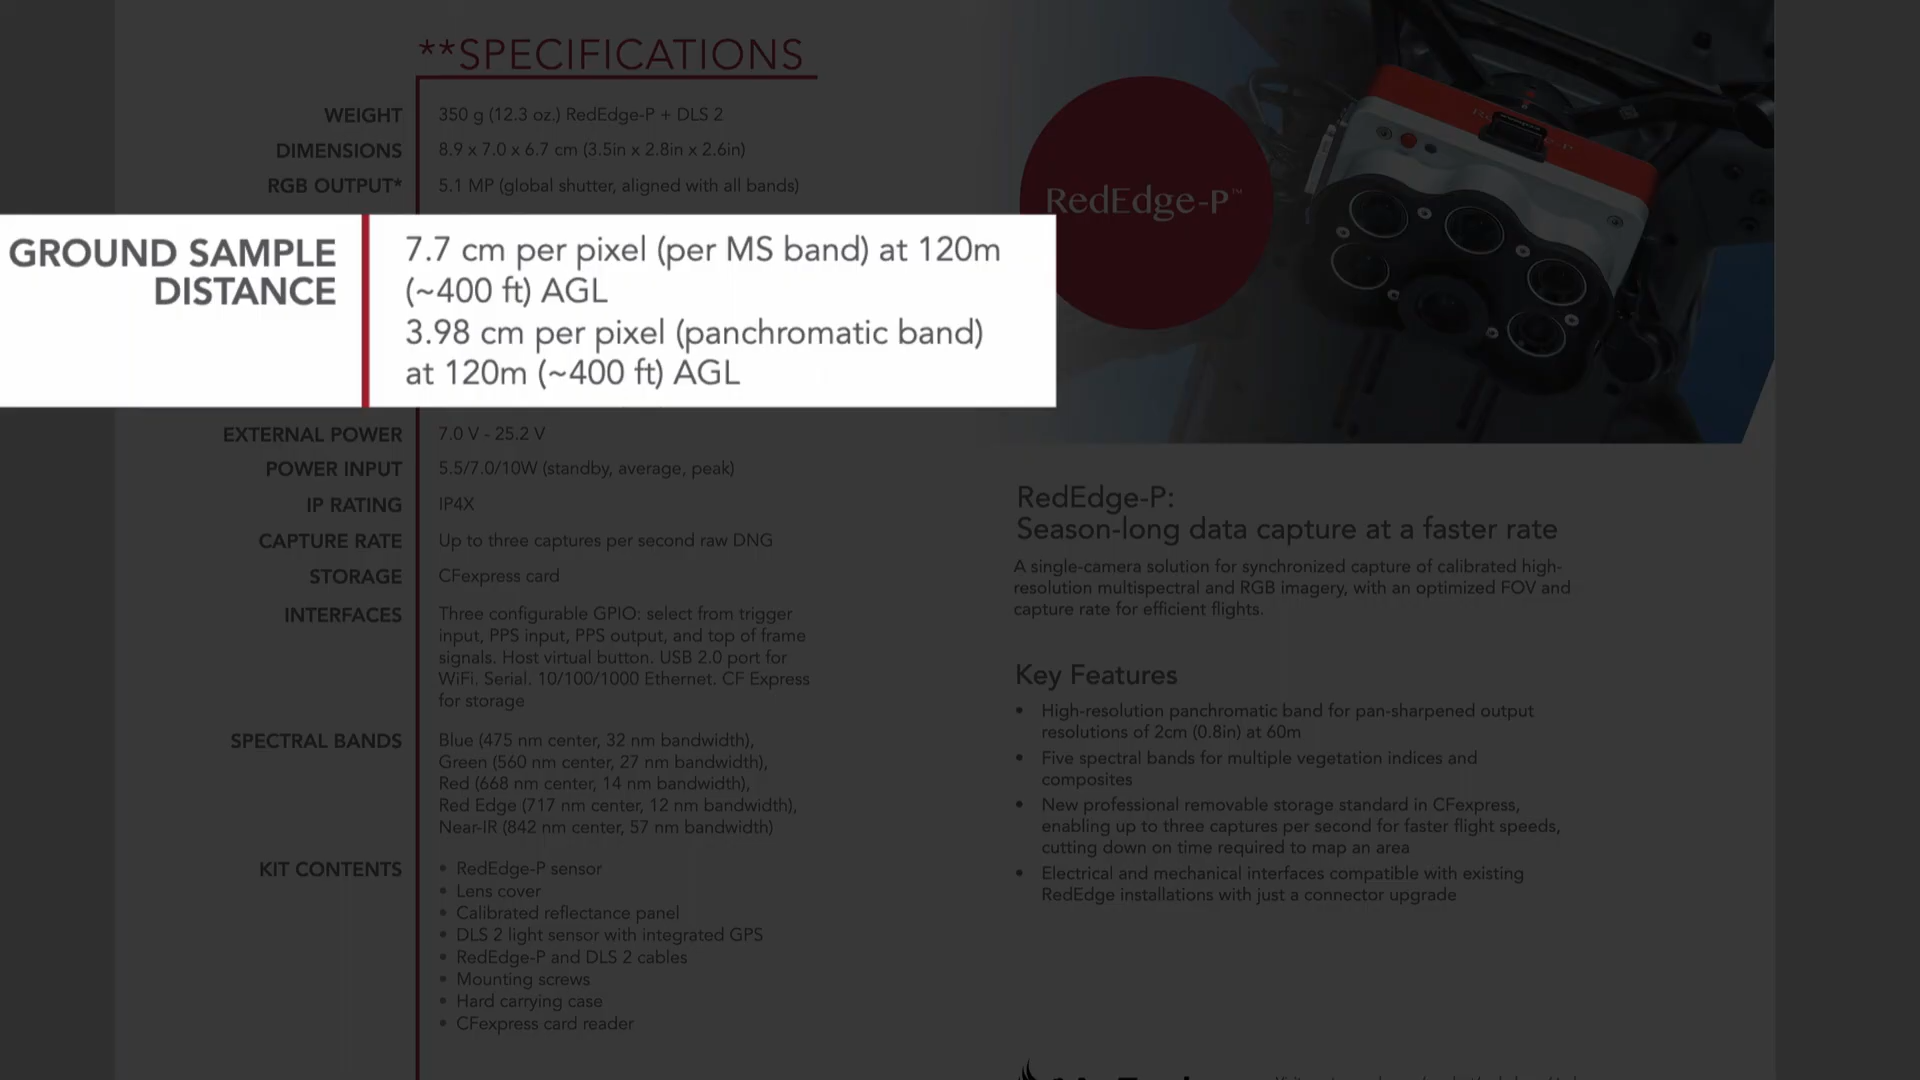 **SPECIFICATIONS
WEIGHT 350 g (12.3 oz.) RedEdge-P + DLS 2
DIMENSIONS 8.9 x 7.0 x 6.7 cm (3.5in x 2.8in x 2.6in)
RGB OUTPUT* 5.1 MP (global shutter, aligned with all bands)
GROUND SAMPLE
DISTANCE
7.7 cm per pixel (per MS band) at 120m
(~400 ft) AGL
3.98 cm per pixel (panchromatic band)
at 120m (~400 ft) AGL
EXTERNAL POWER 7.0 V - 25.2 V
POWER INPUT 5.5/7.0/10W (standby, average, peak)
IP RATING IP4X
CAPTURE RATE Up to three captures per second raw DNG
STORAGE CFexpress card
INTERFACES Three configurable GPIO: select from trigger
input, PPS input, PPS output, and top of frame
signals. Host virtual button. USB 2.0 port for
WiFi. Serial. 10/100/1000 Ethernet. CF Express
for storage
SPECTRAL BANDS Blue (475 nm center, 32 nm bandwidth),
Green (560 nm center, 27 nm bandwidth),
Red (668 nm center, 14 nm bandwidth),
Red Edge (717 nm center, 12 nm bandwidth),
Near-IR (842 nm center, 57 nm bandwidth)
KIT CONTENTS • RedEdge-P sensor
• Lens cover
• Calibrated reflectance panel
• DLS 2 light sensor with integrated GPS
• RedEdge-P and DLS 2 cables
• Mounting screws
• Hard carrying case
• CFexpress card reader
RedEdge-P™
RedEdge-P:
Season-long data capture at a faster rate
A single-camera solution for synchronized capture of calibrated high-
resolution multispectral and RGB imagery, with an optimized FOV and
capture rate for efficient flights.
Key Features
• High-resolution panchromatic band for pan-sharpened output
resolutions of 2cm (0.8in) at 60m
• Five spectral bands for multiple vegetation indices and
composites
• New professional removable storage standard in CFexpress,
enabling up to three captures per second for faster flight speeds,
cutting down on time required to map an area
• Electrical and mechanical interfaces compatible with existing
RedEdge installations with just a connector upgrade